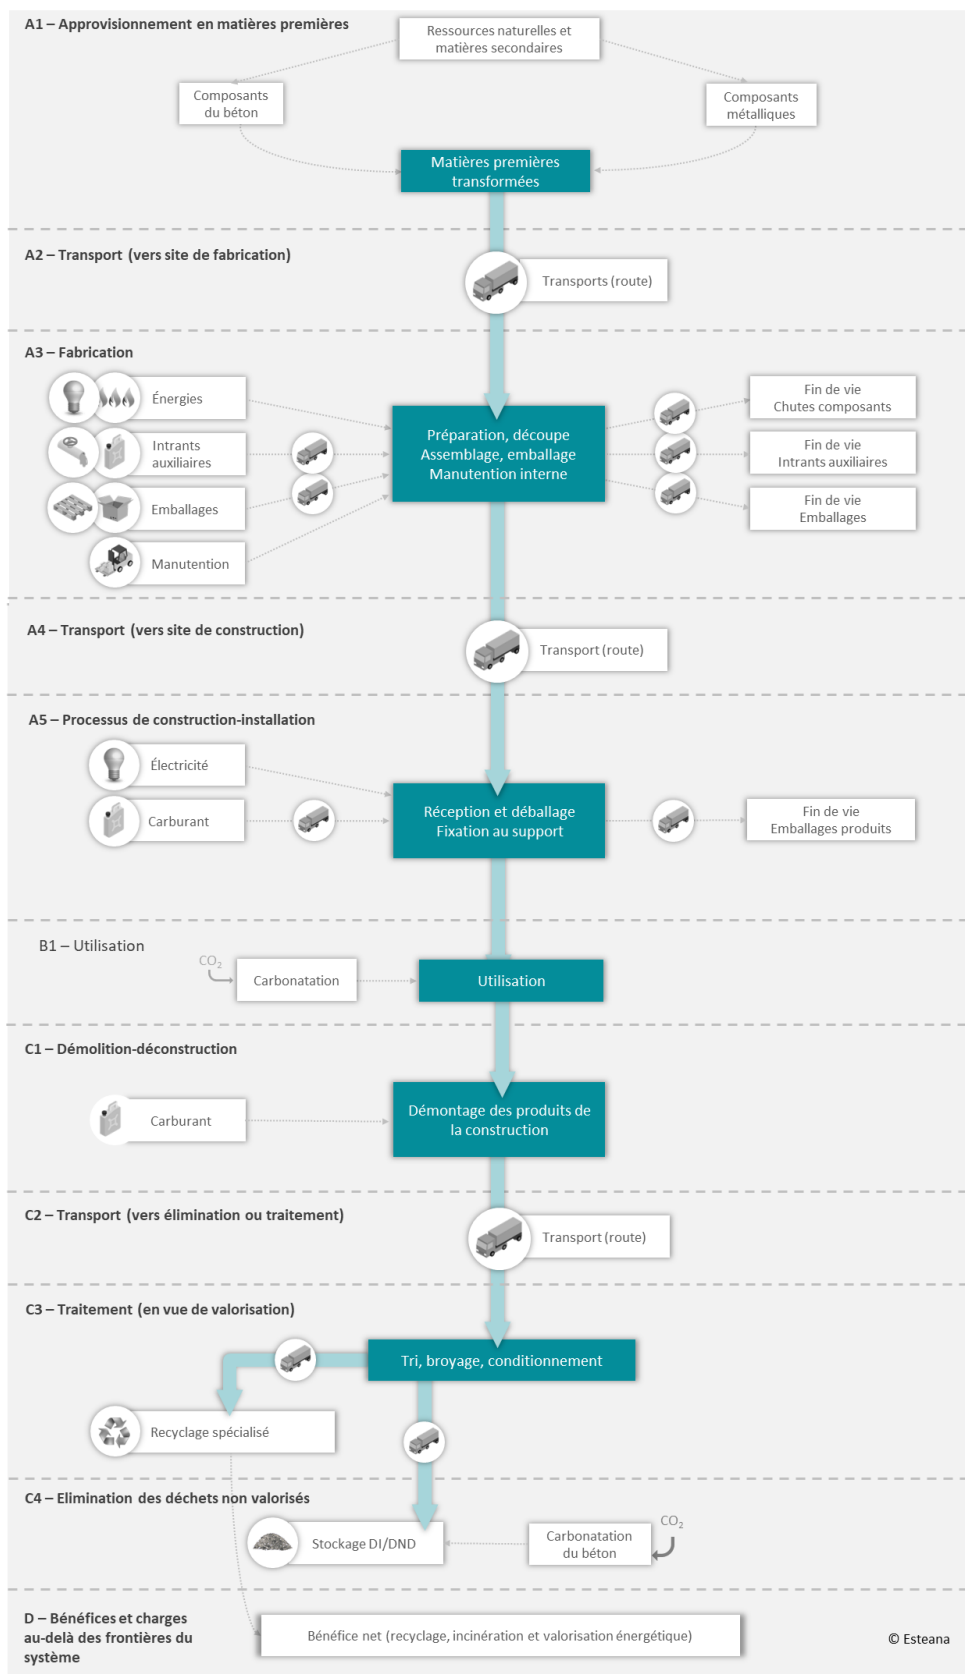 A1 – Approvisionnement en matières premières
Ressources naturelles et
matières secondaires
Composants
du béton
Composants
métalliques
Matières premières
transformées
A2 – Transport (vers site de fabrication)
Transports (route)
A3 – Fabrication
Énergies
Intrants
auxiliaires
Emballages
Manutention
Préparation, découpe
Assemblage, emballage
Manutention interne
Fin de vie
Chutes composants
Fin de vie
Intrants auxiliaires
Fin de vie
Emballages
A4 – Transport (vers site de construction)
Transport (route)
A5 – Processus de construction-installation
Électricité
Carburant
Réception et déballage
Fixation au support
Fin de vie
Emballages produits
B1 – Utilisation
CO₂
Carbonatation
Utilisation
C1 – Démolition-déconstruction
Carburant
Démontage des produits de
la construction
C2 – Transport (vers élimination ou traitement)
Transport (route)
C3 – Traitement (en vue de valorisation)
Tri, broyage, conditionnement
Recyclage spécialisé
C4 – Elimination des déchets non valorisés
Stockage DI/DND
Carbonatation
du béton
CO₂
D – Bénéfices et charges
au-delà des frontières du
système
Bénéfice net (recyclage, incinération et valorisation énergétique)
© Esteana